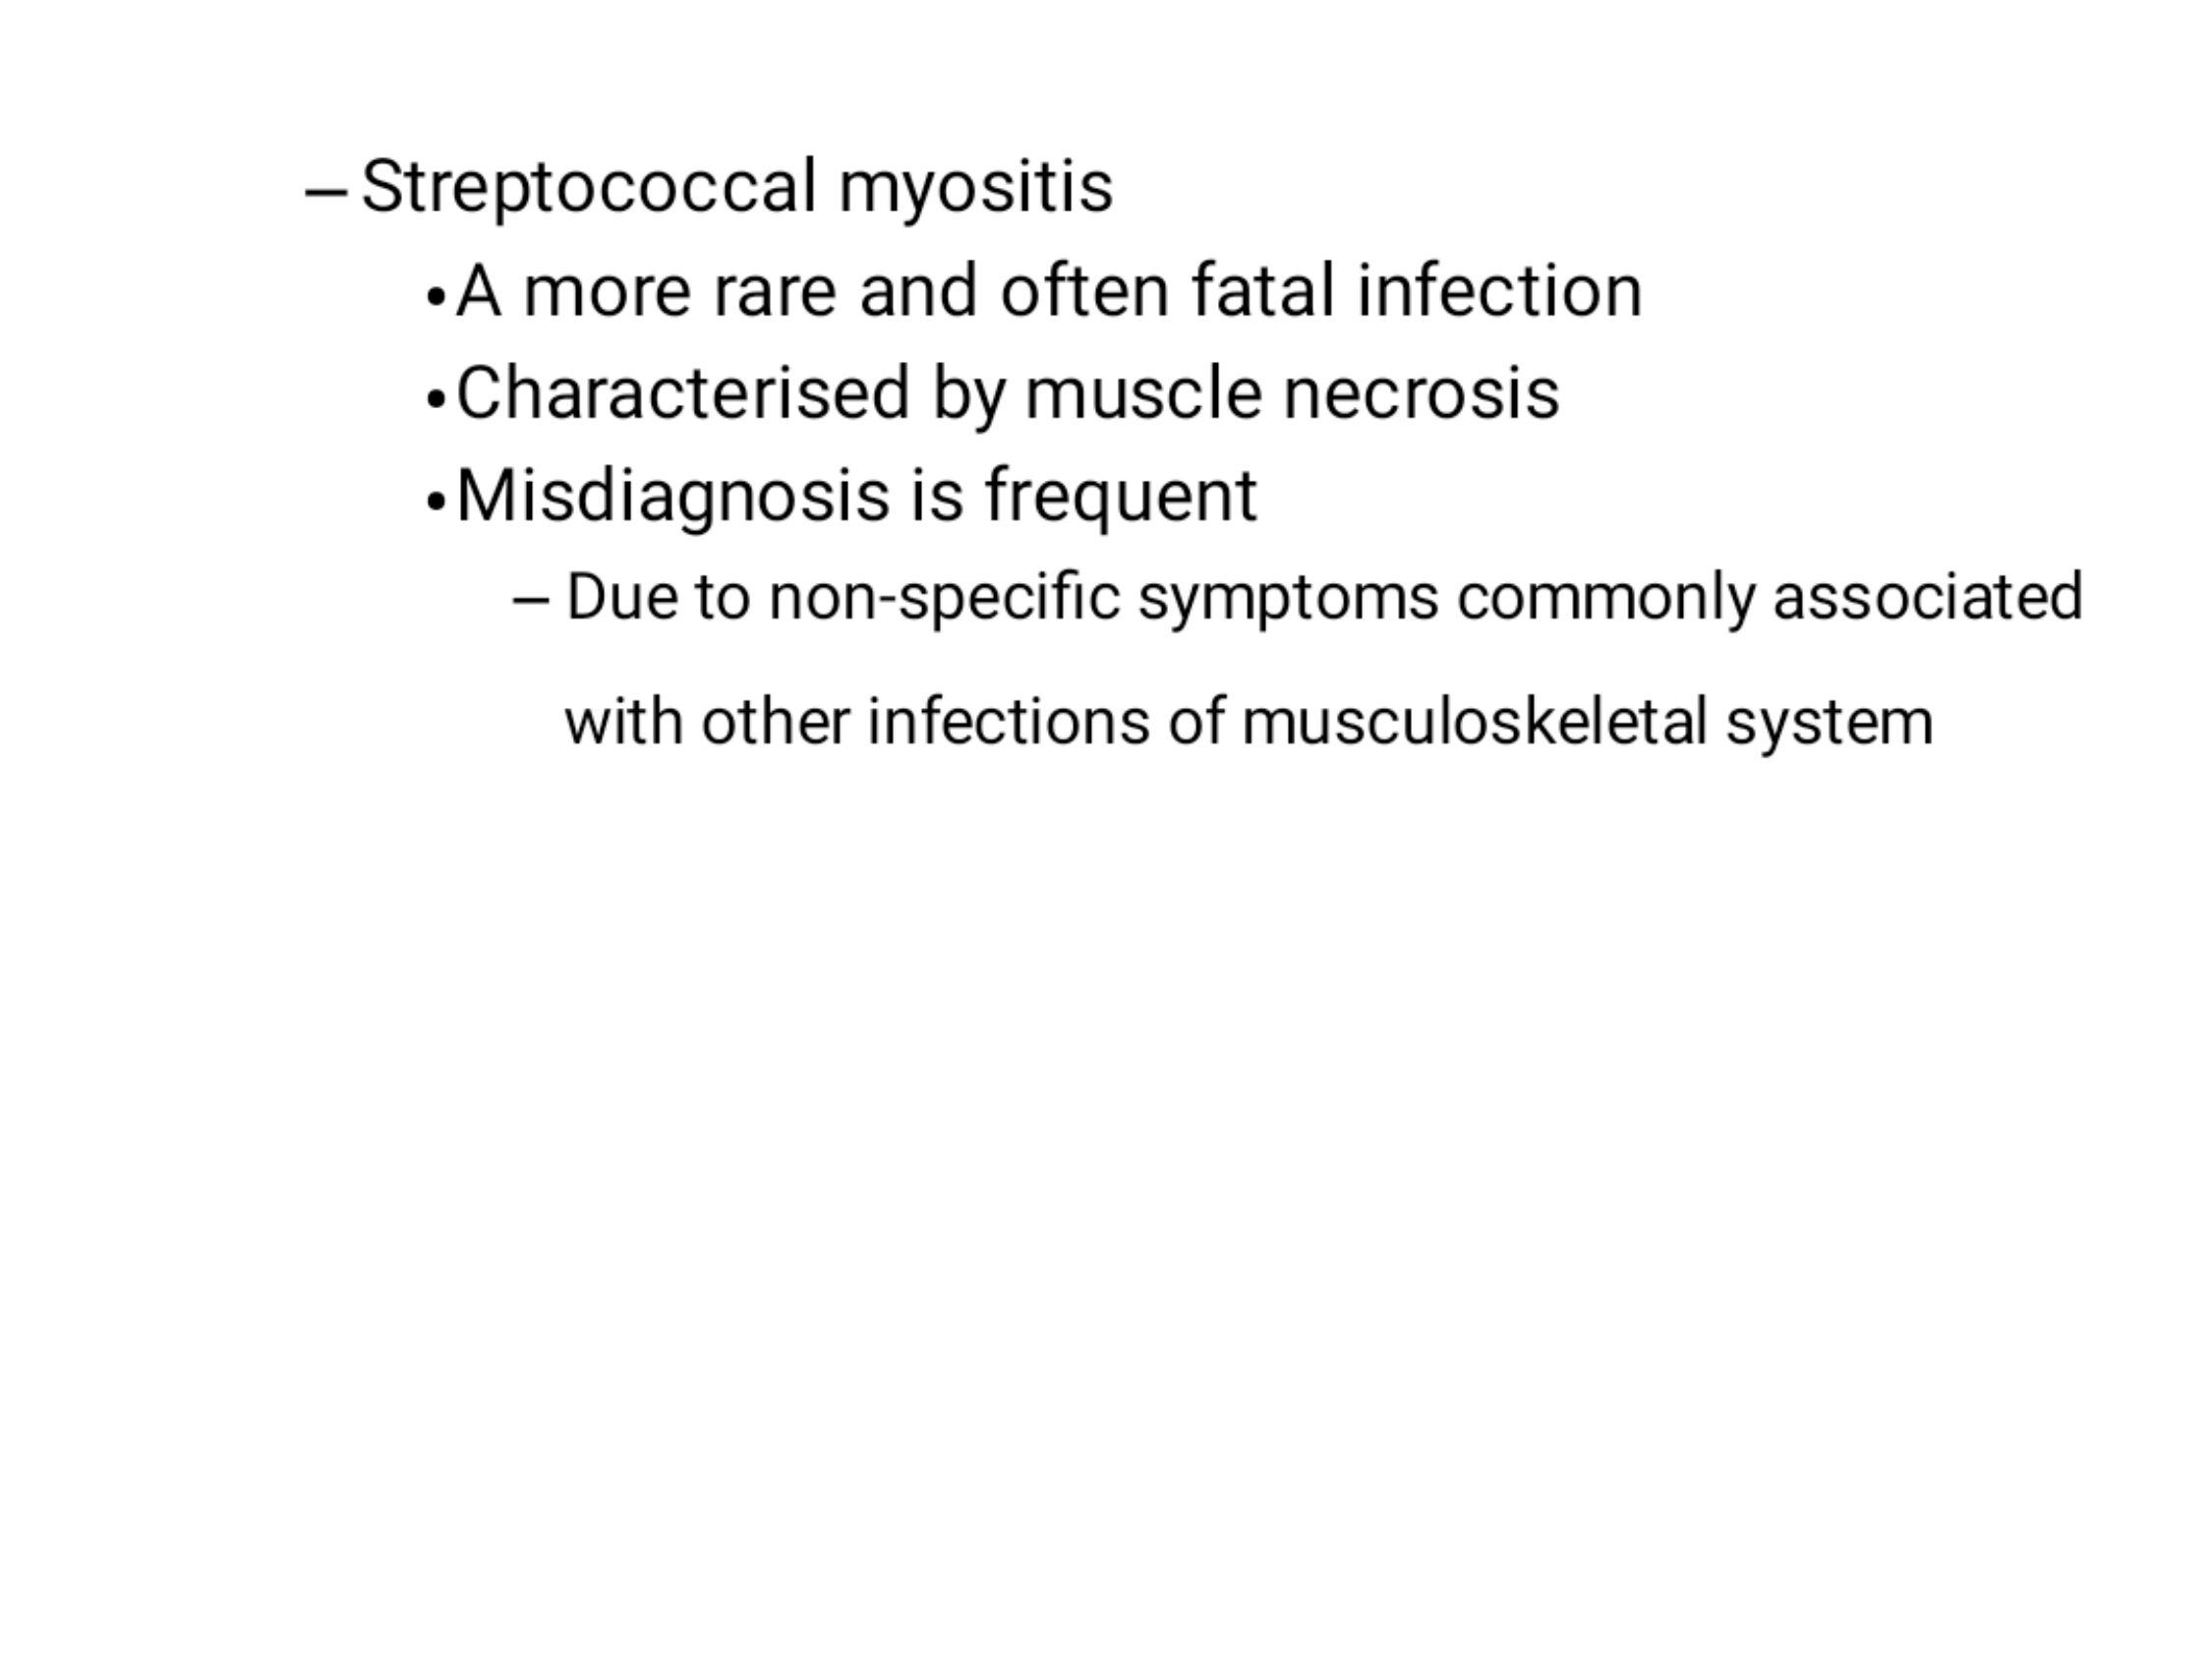 – Streptococcal myositis
• A more rare and often fatal infection
• Characterised by muscle necrosis
• Misdiagnosis is frequent
– Due to non-specific symptoms commonly associated
with other infections of musculoskeletal system